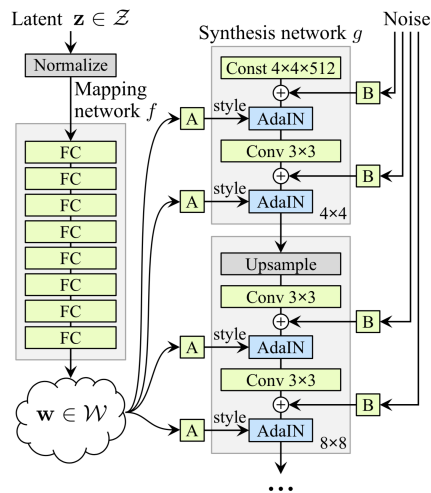 Latent z ∈ 𝒵
Normalize
Mapping
network f
FC
FC
FC
FC
FC
FC
FC
FC
w ∈ 𝒲
Synthesis network g
Noise
Const 4×4×512
B
A
style
AdaIN
Conv 3×3
B
A
style
AdaIN
4×4
Upsample
Conv 3×3
B
A
style
AdaIN
Conv 3×3
B
A
style
AdaIN
8×8
...